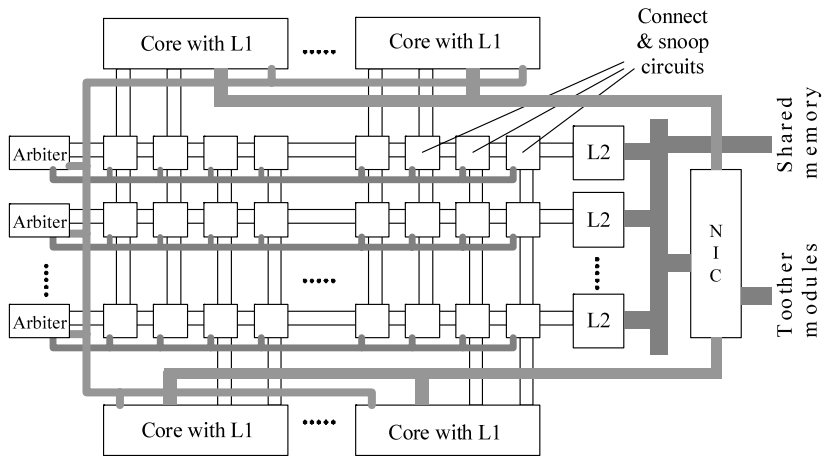 Core with L1
Core with L1
Connect
& snoop
circuits
Shared
memory
Arbiter
L2
Arbiter
L2
NIC
Toother
modules
Arbiter
L2
Core with L1
Core with L1